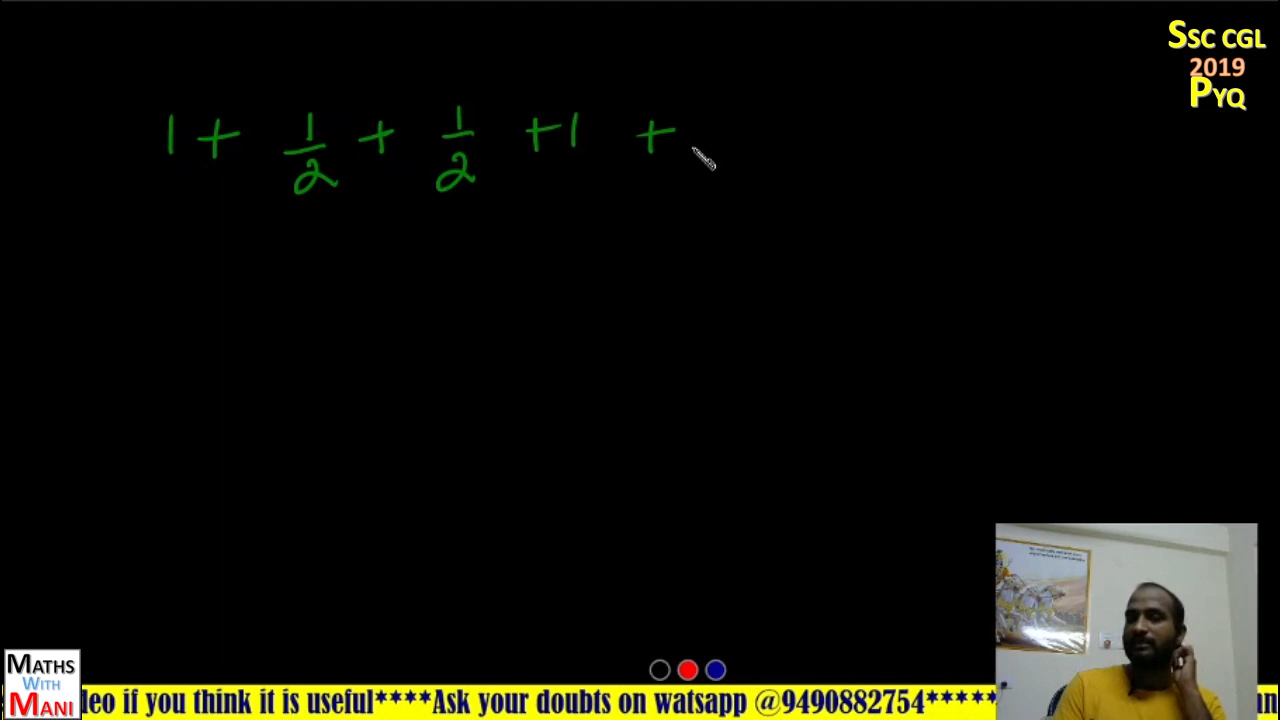 SSC CGL
2019
PYQ
1 + 1/2 + 1/2 + 1 +
MATHS
WITH
MANI
leo if you think it is useful****Ask your doubts on watsapp @9490882754*****
un